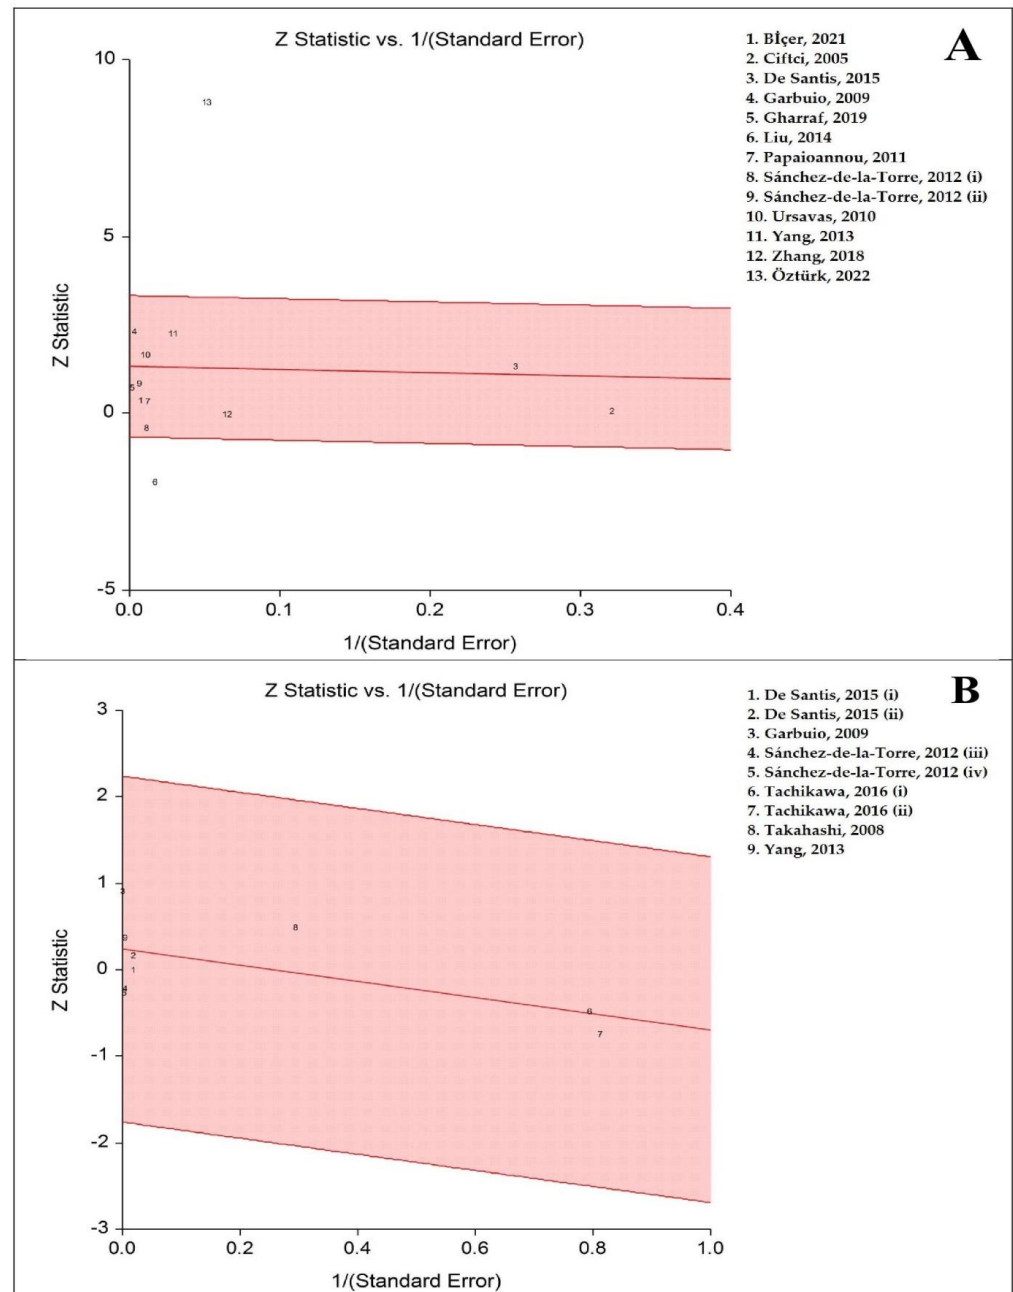 Z Statistic vs. 1/(Standard Error)
A
1. Bİçer, 2021
2. Ciftci, 2005
3. De Santis, 2015
4. Garbuio, 2009
5. Gharraf, 2019
6. Liu, 2014
7. Papaioannou, 2011
8. Sánchez-de-la-Torre, 2012 (i)
9. Sánchez-de-la-Torre, 2012 (ii)
10. Ursavas, 2010
11. Yang, 2013
12. Zhang, 2018
13. Öztürk, 2022
10
5
0
-5
Z Statistic
13
4
11
10
3
9
5
1
7
2
12
8
6
0.0
0.1
0.2
0.3
0.4
1/(Standard Error)
Z Statistic vs. 1/(Standard Error)
B
1. De Santis, 2015 (i)
2. De Santis, 2015 (ii)
3. Garbuio, 2009
4. Sánchez-de-la-Torre, 2012 (iii)
5. Sánchez-de-la-Torre, 2012 (iv)
6. Tachikawa, 2016 (i)
7. Tachikawa, 2016 (ii)
8. Takahashi, 2008
9. Yang, 2013
3
2
1
0
-1
-2
-3
Z Statistic
3
8
9
2
1
4
5
6
7
0.0
0.2
0.4
0.6
0.8
1.0
1/(Standard Error)